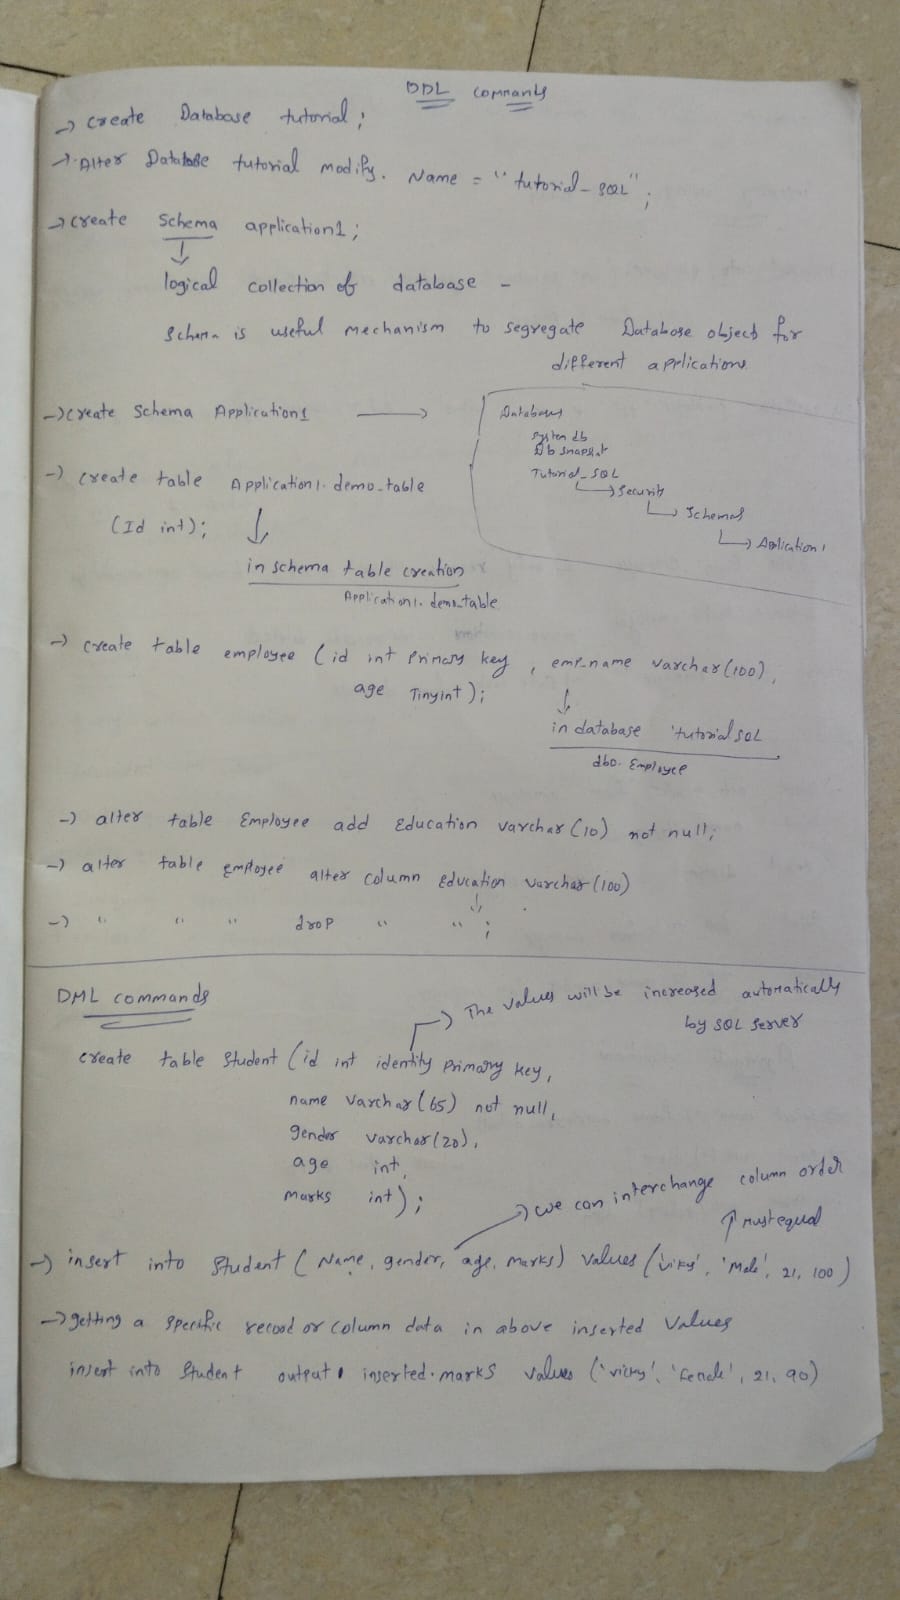 DDL commands
-> create Database tutorial;
-> Alter Database tutorial modify. Name = "tutorial-SQL";
-> create Schema application1;
logical collection of database -
Schema is useful mechanism to segregate Database object for
different applications
-> create Schema Application1 ->
Databases
System db
Db snapshot
Tutorial_SQL
-> Security
-> Schemas
-> Application1
-> create table Application1.demo_table
(Id int);
in schema table creation
Application1.demo_table
-> create table employee (id int Primary key, emp_name varchar(100),
age Tinyint);
in database 'tutorial SQL
dbo. Employee
-> alter table Employee add Education varchar(10) not null;
-> alter table employee alter column Education varchar(100)
-> " " " drop " " ;
DML commands
-> The values will be increased automatically
by SQL Server
create table Student (id int identity Primary key,
name varchar(65) not null,
gender varchar(20),
age int,
marks int);
-> we can interchange column order
↑ must equal
-> insert into Student (Name, gender, age, marks) values ('viky', 'Male', 21, 100)
-> getting a specific record or column data in above inserted values
insert into Student output inserted.marks values ('vicky', 'female', 21, 90)